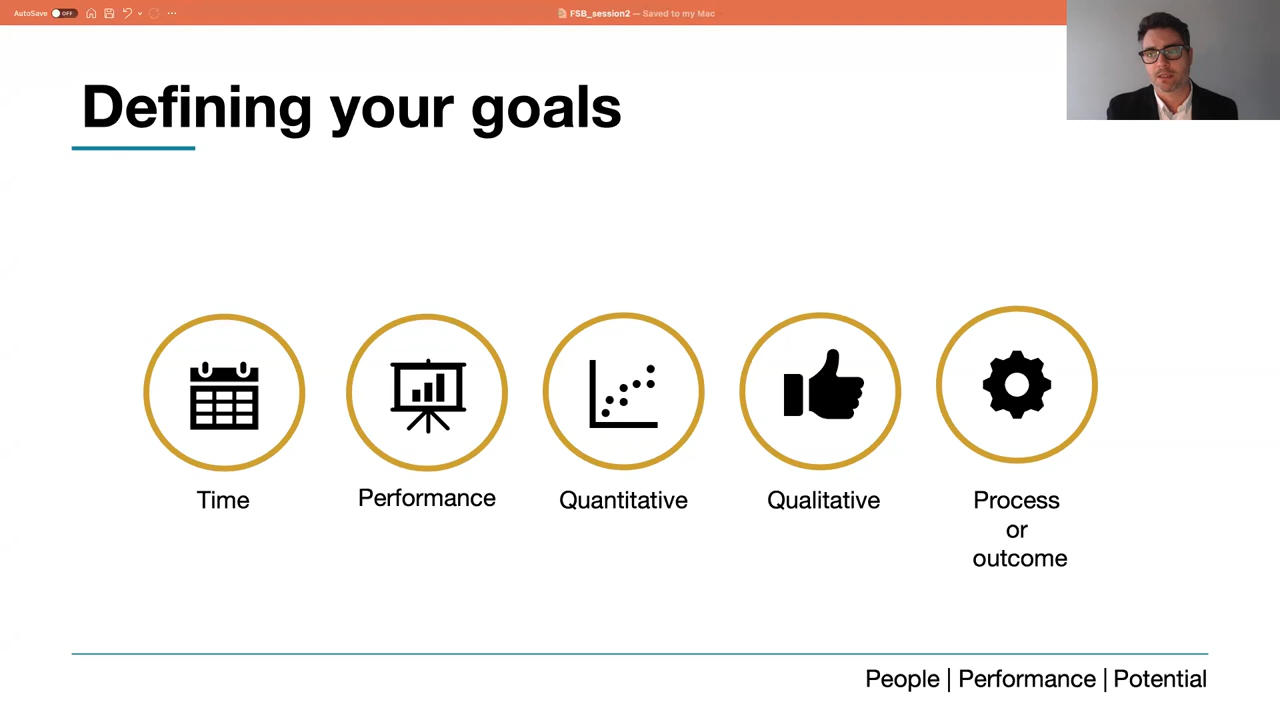 AutoSave OFF
FSB_session2 — Saved to my Mac
Defining your goals
Time
Performance
Quantitative
Qualitative
Process
or
outcome
People | Performance | Potential